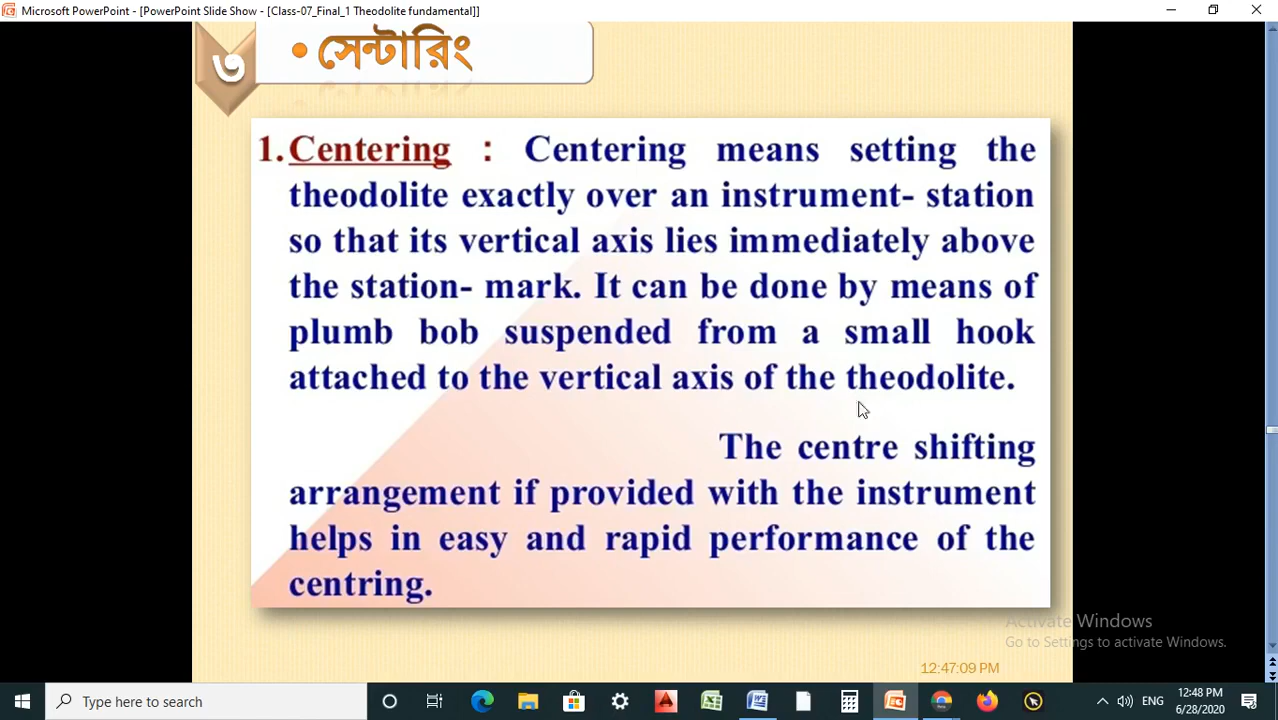 Microsoft PowerPoint - [PowerPoint Slide Show - [Class-07_Final_1 Theodolite fundamental]]
৩
• সেন্টারিং
1. Centering : Centering means setting the
theodolite exactly over an instrument- station
so that its vertical axis lies immediately above
the station- mark. It can be done by means of
plumb bob suspended from a small hook
attached to the vertical axis of the theodolite.
The centre shifting
arrangement if provided with the instrument
helps in easy and rapid performance of the
centring.
Activate Windows
Go to Settings to activate Windows.
12:47:09 PM
Type here to search
ENG
12:48 PM
6/28/2020